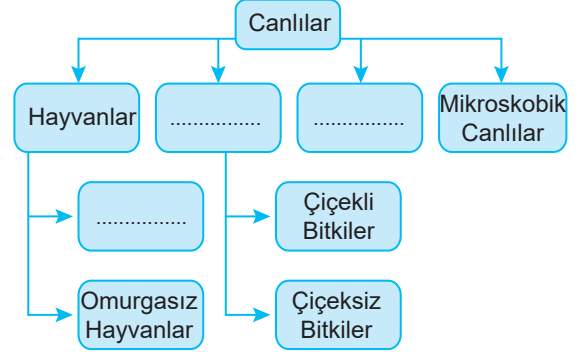 Canlılar
Hayvanlar
................
................
Mikroskobik
Canlılar
................
Çiçekli
Bitkiler
Omurgasız
Hayvanlar
Çiçeksiz
Bitkiler